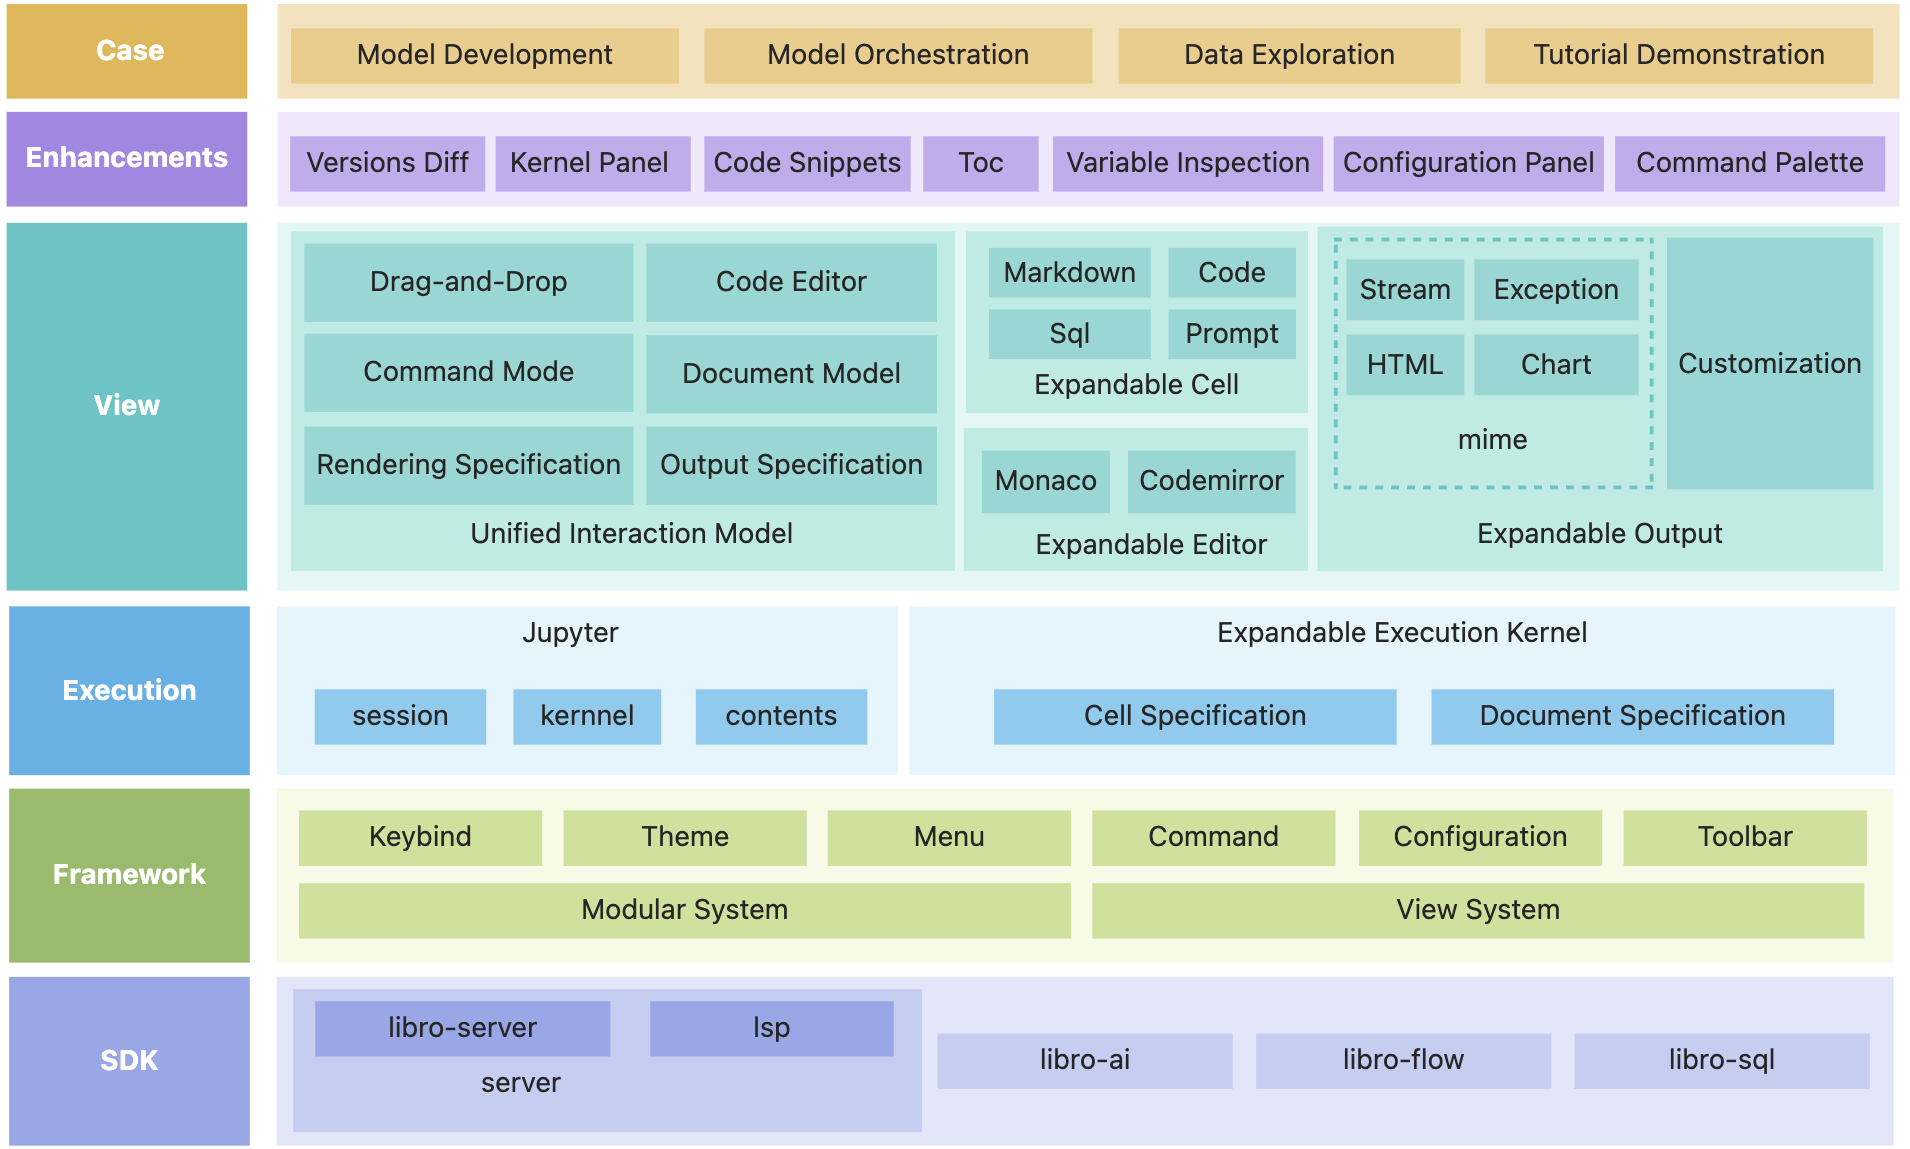 Case
Model Development
Model Orchestration
Data Exploration
Tutorial Demonstration
Enhancements
Versions Diff
Kernel Panel
Code Snippets
Toc
Variable Inspection
Configuration Panel
Command Palette
View
Drag-and-Drop
Code Editor
Command Mode
Document Model
Rendering Specification
Output Specification
Unified Interaction Model
Markdown
Code
Sql
Prompt
Expandable Cell
Monaco
Codemirror
Expandable Editor
Stream
Exception
HTML
Chart
mime
Customization
Expandable Output
Execution
Jupyter
session
kernnel
contents
Expandable Execution Kernel
Cell Specification
Document Specification
Framework
Keybind
Theme
Menu
Command
Configuration
Toolbar
Modular System
View System
SDK
libro-server
lsp
server
libro-ai
libro-flow
libro-sql